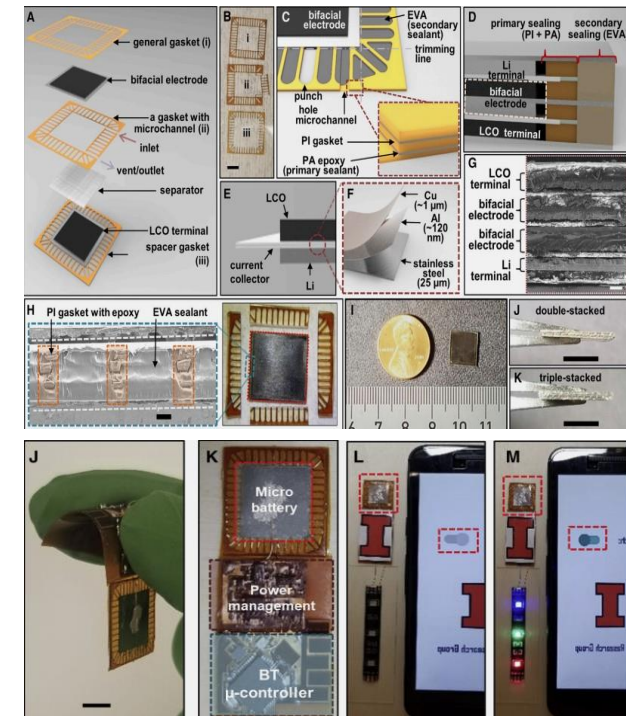 A
general gasket (i)
bifacial electrode
a gasket with
microchannel (ii)
inlet
vent/outlet
separator
LCO terminal
spacer gasket
(iii)
B
i
ii
iii
C
bifacial
electrode
EVA
(secondary
sealant)
trimming
line
punch
hole
microchannel
PI gasket
PA epoxy
(primary sealant)
D
primary sealing
(PI + PA)
secondary
sealing (EVA)
Li
terminal
bifacial
electrode
LCO terminal
E
LCO
current
collector
Li
F
Cu
(~1 µm)
Al
(~120
nm)
stainless
steel
(25 µm)
G
LCO
terminal
bifacial
electrode
bifacial
electrode
Li
terminal
H
PI gasket with epoxy
EVA sealant
I
6 7 8 9 10 11
J
double-stacked
K
triple-stacked
J
K
Micro
battery
Power
management
BT
µ-controller
L
I
M
I